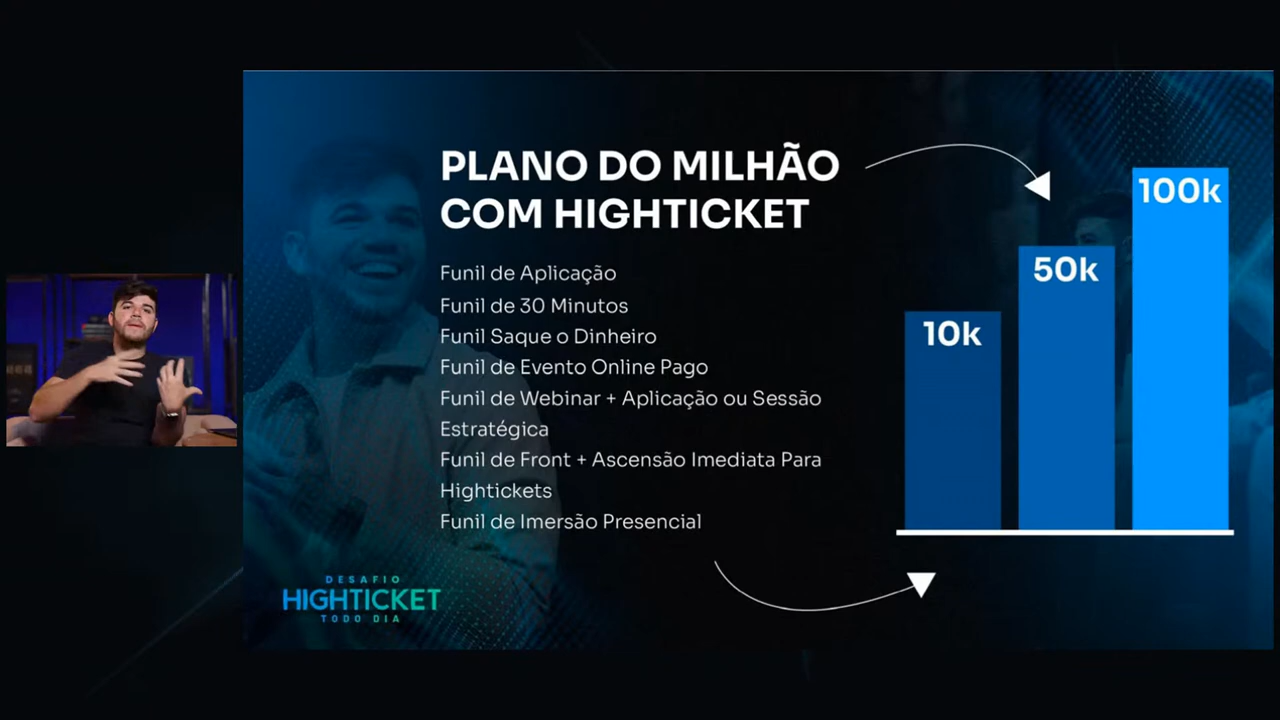 PLANO DO MILHÃO
COM HIGHTICKET
Funil de Aplicação
Funil de 30 Minutos
Funil Saque o Dinheiro
Funil de Evento Online Pago
Funil de Webinar + Aplicação ou Sessão
Estratégica
Funil de Front + Ascensão Imediata Para
Hightickets
Funil de Imersão Presencial
10k
50k
100k
DESAFIO
HIGHTICKET
TODO DIA